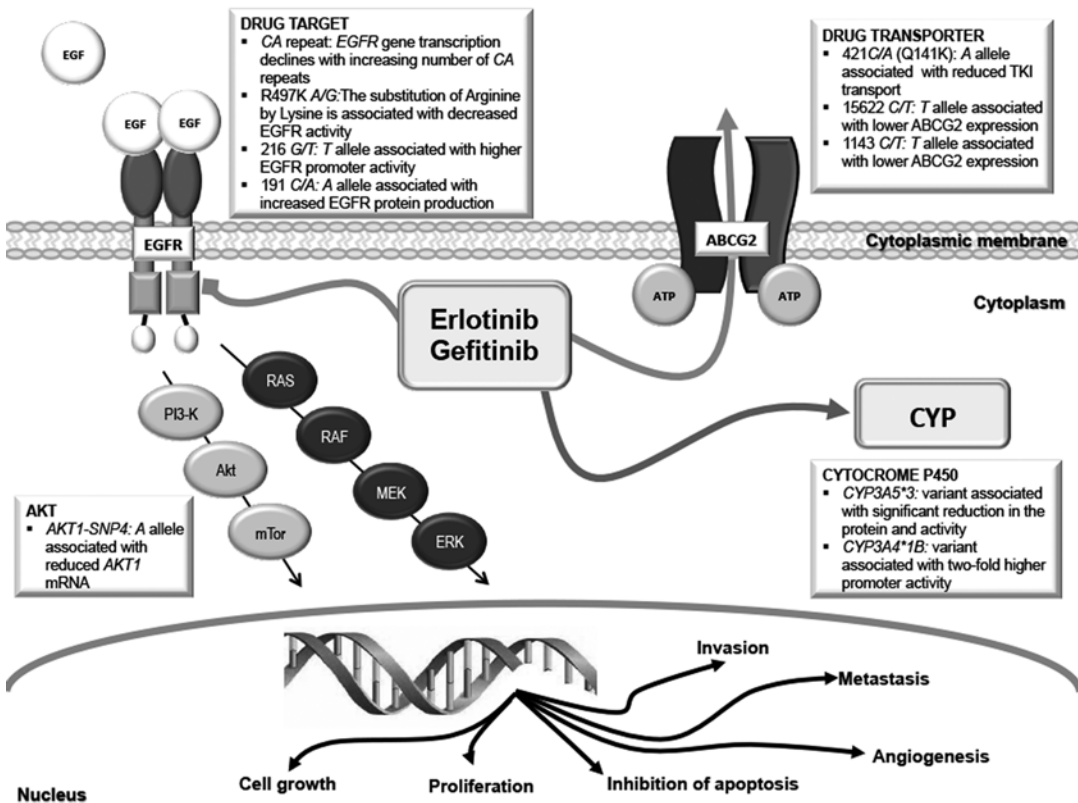 EGF
EGF
EGF
EGFR
DRUG TARGET
▪ CA repeat: EGFR gene transcription
declines with increasing number of CA
repeats
▪ R497K A/G:The substitution of Arginine
by Lysine is associated with decreased
EGFR activity
▪ 216 G/T: T allele associated with higher
EGFR promoter activity
▪ 191 C/A: A allele associated with
increased EGFR protein production
DRUG TRANSPORTER
▪ 421C/A (Q141K): A allele
associated with reduced TKI
transport
▪ 15622 C/T: T allele associated
with lower ABCG2 expression
▪ 1143 C/T: T allele associated
with lower ABCG2 expression
ABCG2
ATP
ATP
Cytoplasmic membrane
Cytoplasm
Erlotinib
Gefitinib
RAS
RAF
MEK
ERK
PI3-K
Akt
mTor
CYP
CYTOCROME P450
▪ CYP3A5*3: variant associated
with significant reduction in the
protein and activity
▪ CYP3A4*1B: variant
associated with two-fold higher
promoter activity
AKT
▪ AKT1-SNP4: A allele
associated with
reduced AKT1
mRNA
Invasion
Metastasis
Angiogenesis
Cell growth
Proliferation
Inhibition of apoptosis
Nucleus